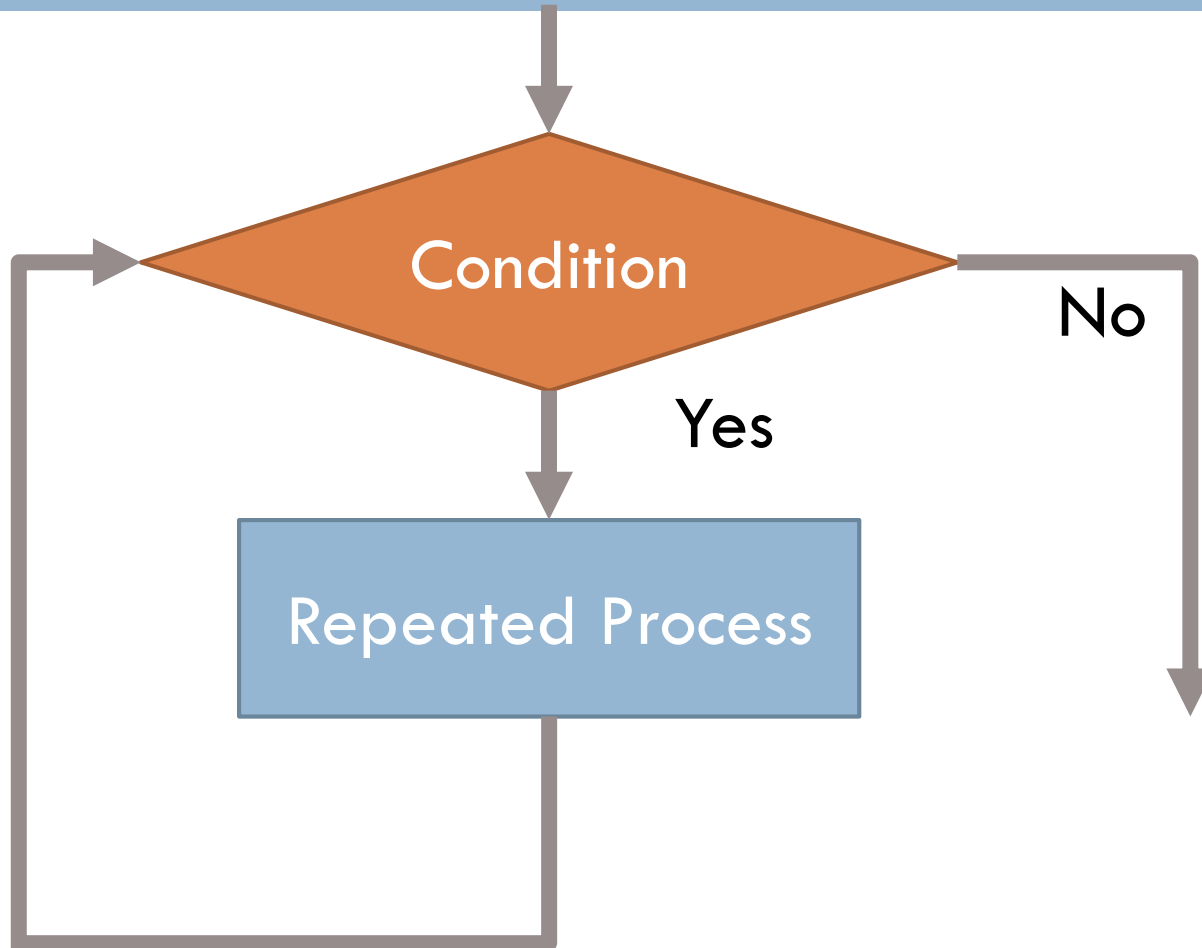 Condition
No
Yes
Repeated Process